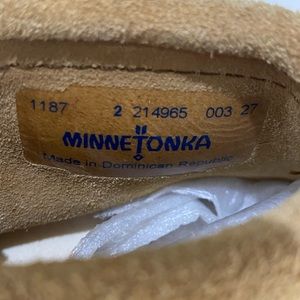 1187 2 214965 003 27
MINNETONKA
Made in Dominican Republic